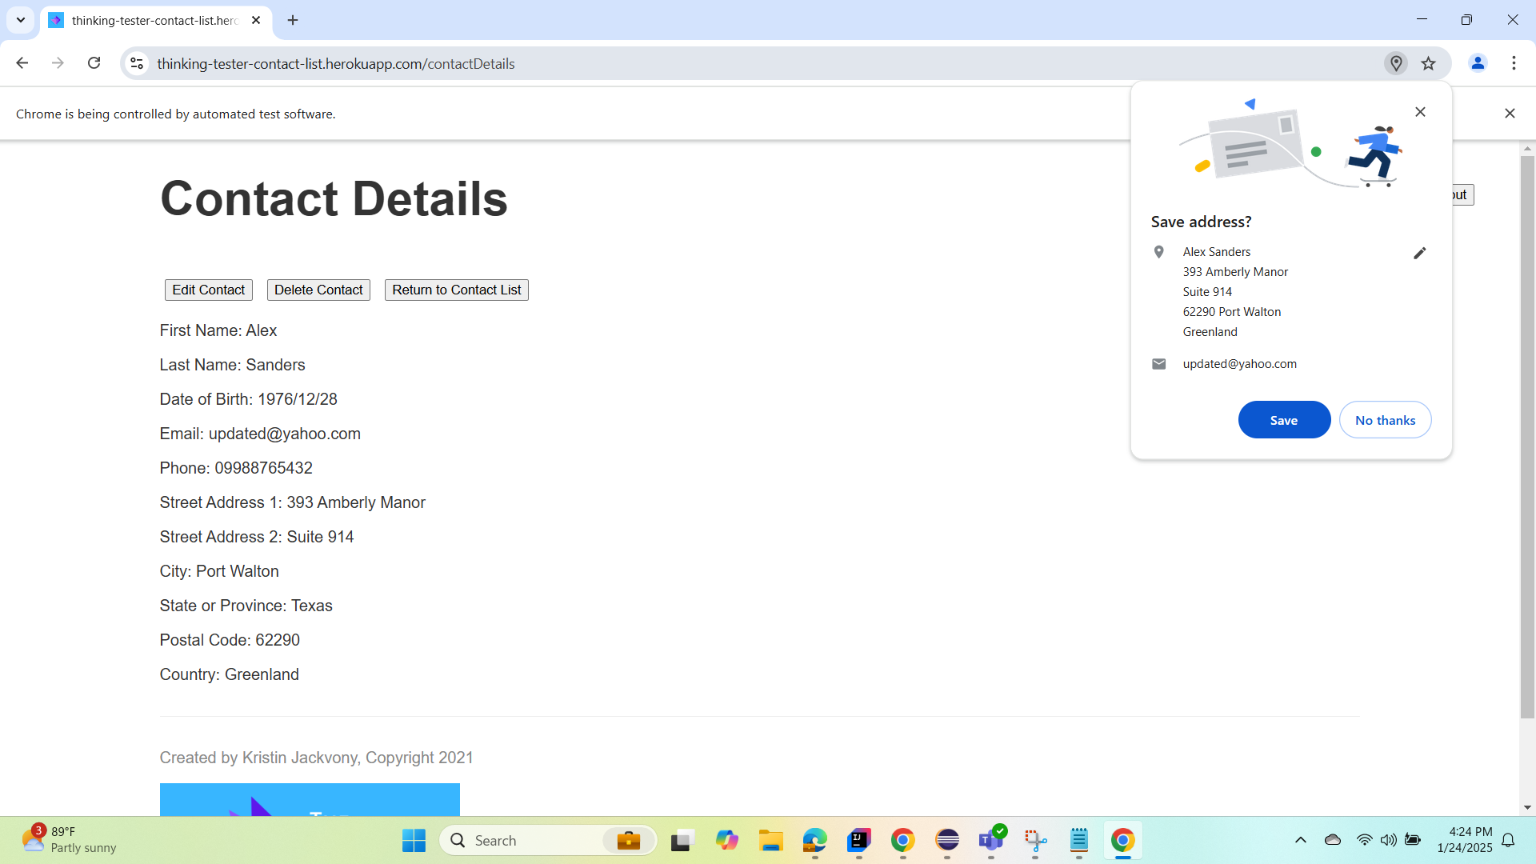 thinking-tester-contact-list.herc
thinking-tester-contact-list.herokuapp.com/contactDetails
Chrome is being controlled by automated test software.
Contact Details
out
Edit Contact
Delete Contact
Return to Contact List
First Name: Alex
Last Name: Sanders
Date of Birth: 1976/12/28
Email: updated@yahoo.com
Phone: 09988765432
Street Address 1: 393 Amberly Manor
Street Address 2: Suite 914
City: Port Walton
State or Province: Texas
Postal Code: 62290
Country: Greenland
Created by Kristin Jackvony, Copyright 2021
Save address?
Alex Sanders
393 Amberly Manor
Suite 914
62290 Port Walton
Greenland
updated@yahoo.com
Save
No thanks
3
89°F
Partly sunny
Search
4:24 PM
1/24/2025